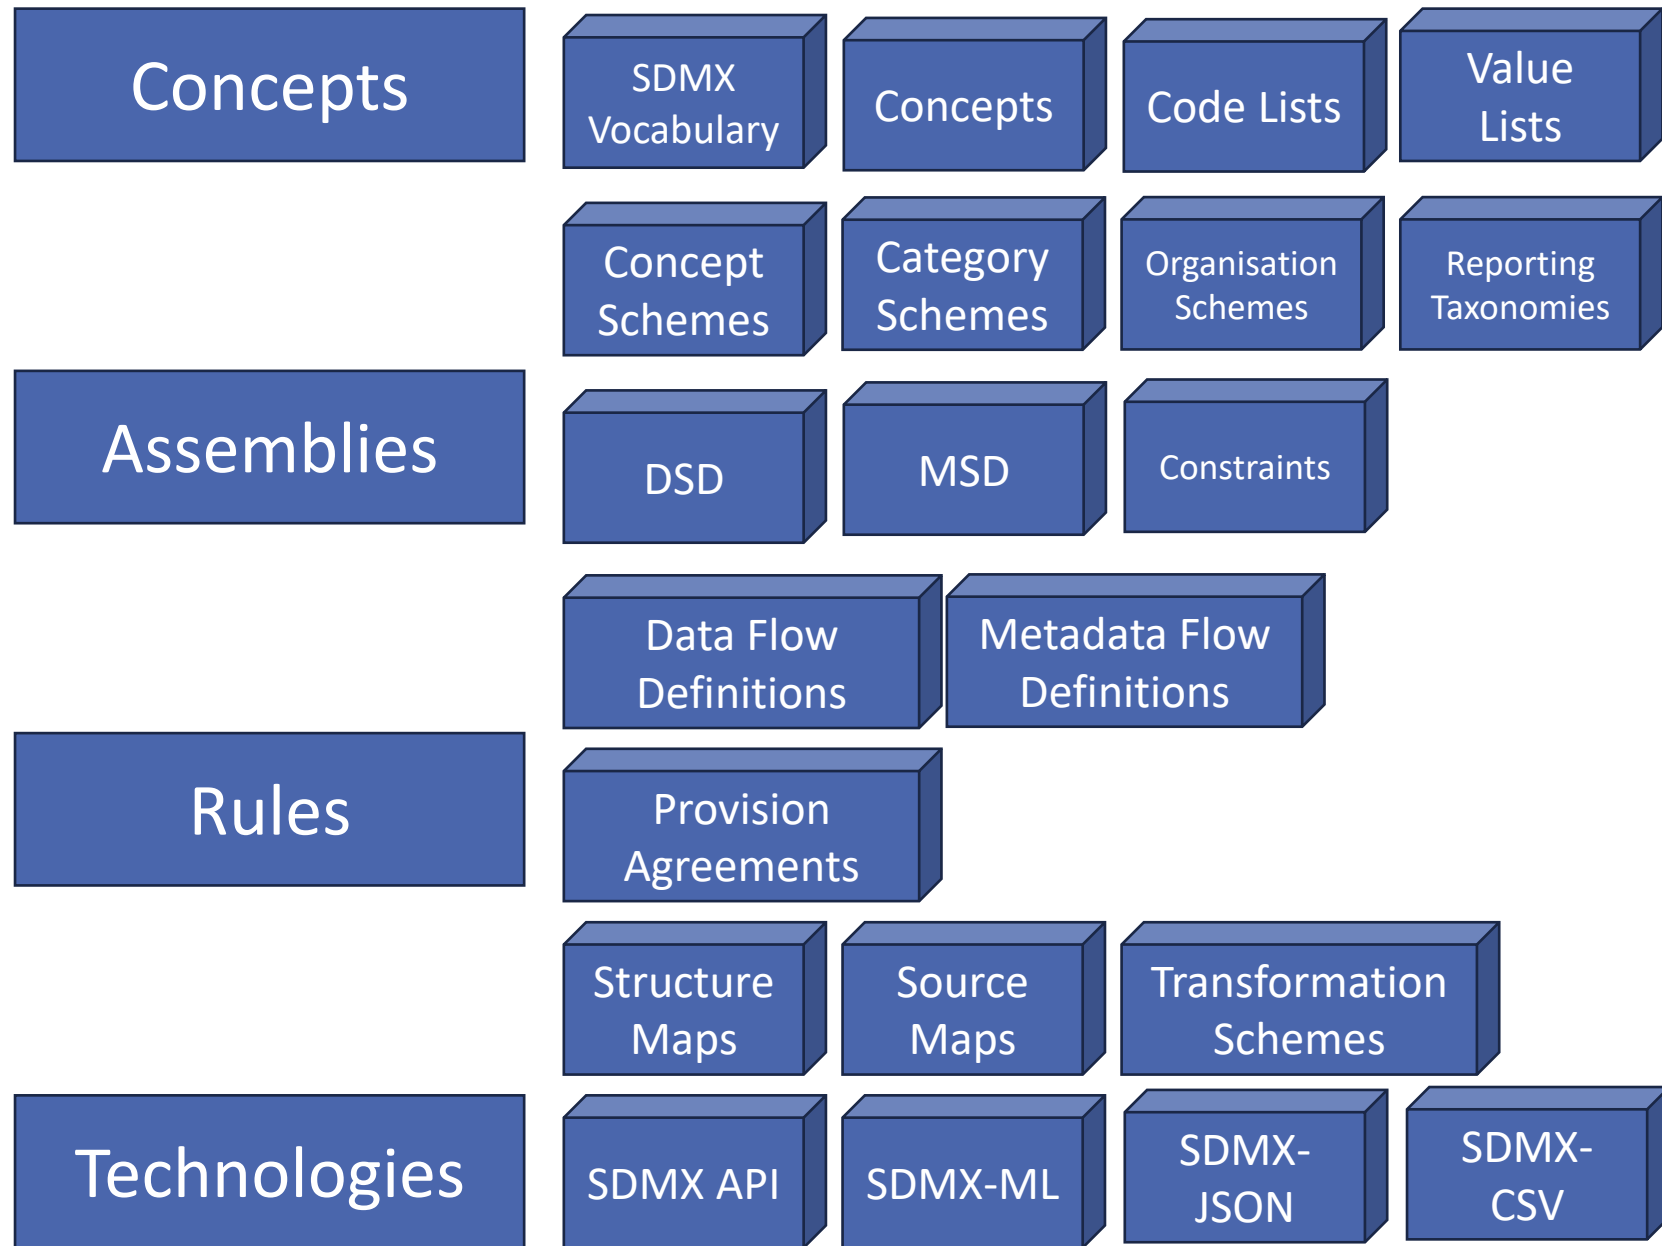 Concepts
SDMX
Vocabulary
Concepts
Code Lists
Value
Lists
Concept
Schemes
Category
Schemes
Organisation
Schemes
Reporting
Taxonomies
Assemblies
DSD
MSD
Constraints
Data Flow
Definitions
Metadata Flow
Definitions
Rules
Provision
Agreements
Structure
Maps
Source
Maps
Transformation
Schemes
Technologies
SDMX API
SDMX-ML
SDMX-
JSON
SDMX-
CSV